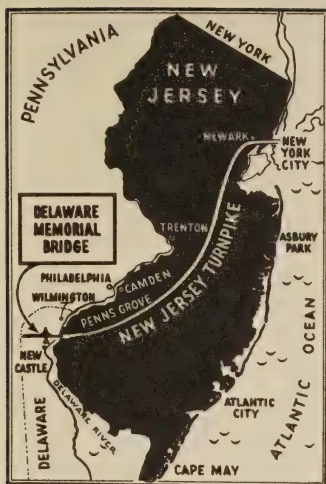 PENNSYLVANIA
NEW YORK
NEW
JERSEY
NEWARK
NEW
YORK
CITY
DELAWARE
MEMORIAL
BRIDGE
TRENTON
ASBURY
PARK
PHILADELPHIA
CAMDEN
WILMINGTON
PENNS GROVE
NEW JERSEY TURNPIKE
NEW
CASTLE
DELAWARE
DELAWARE RIVER
ATLANTIC
CITY
ATLANTIC OCEAN
CAPE MAY